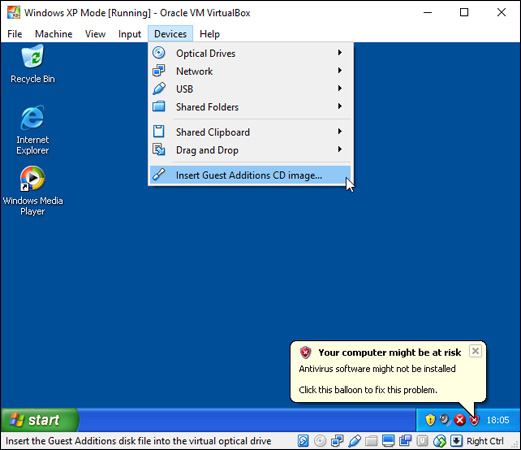 Windows XP Mode [Running] - Oracle VM VirtualBox
File Machine View Input Devices Help
Optical Drives
Network
USB
Shared Folders
Shared Clipboard
Drag and Drop
Insert Guest Additions CD image...
Recycle Bin
Internet
Explorer
Windows Media
Player
Your computer might be at risk
Antivirus software might not be installed
Click this balloon to fix this problem.
start
18:05
Insert the Guest Additions disk file into the virtual optical drive
Right Ctrl